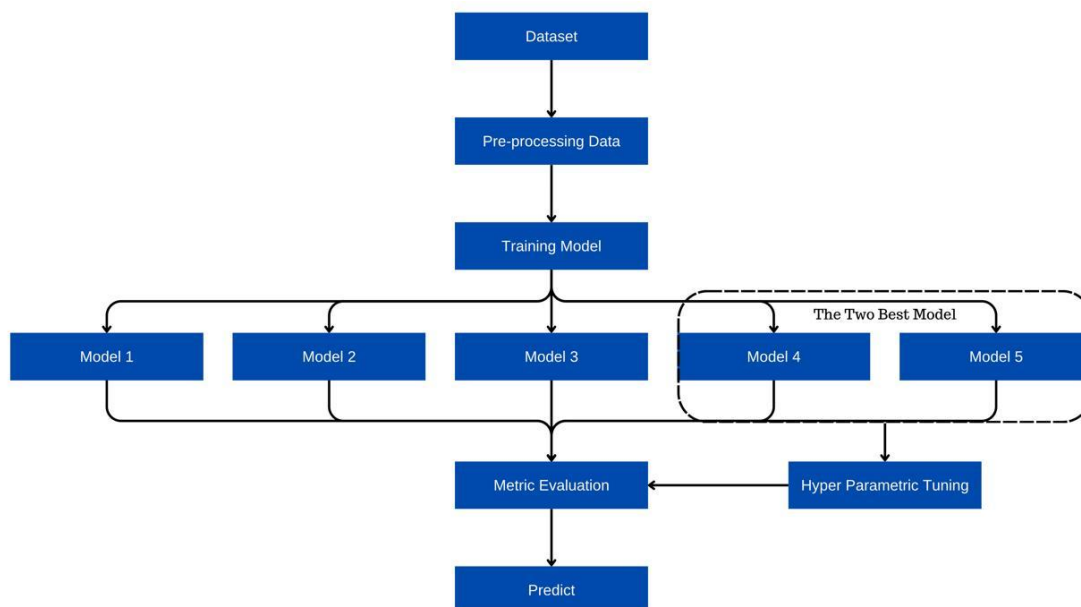 Dataset
Pre-processing Data
Training Model
The Two Best Model
Model 1
Model 2
Model 3
Model 4
Model 5
Metric Evaluation
Hyper Parametric Tuning
Predict